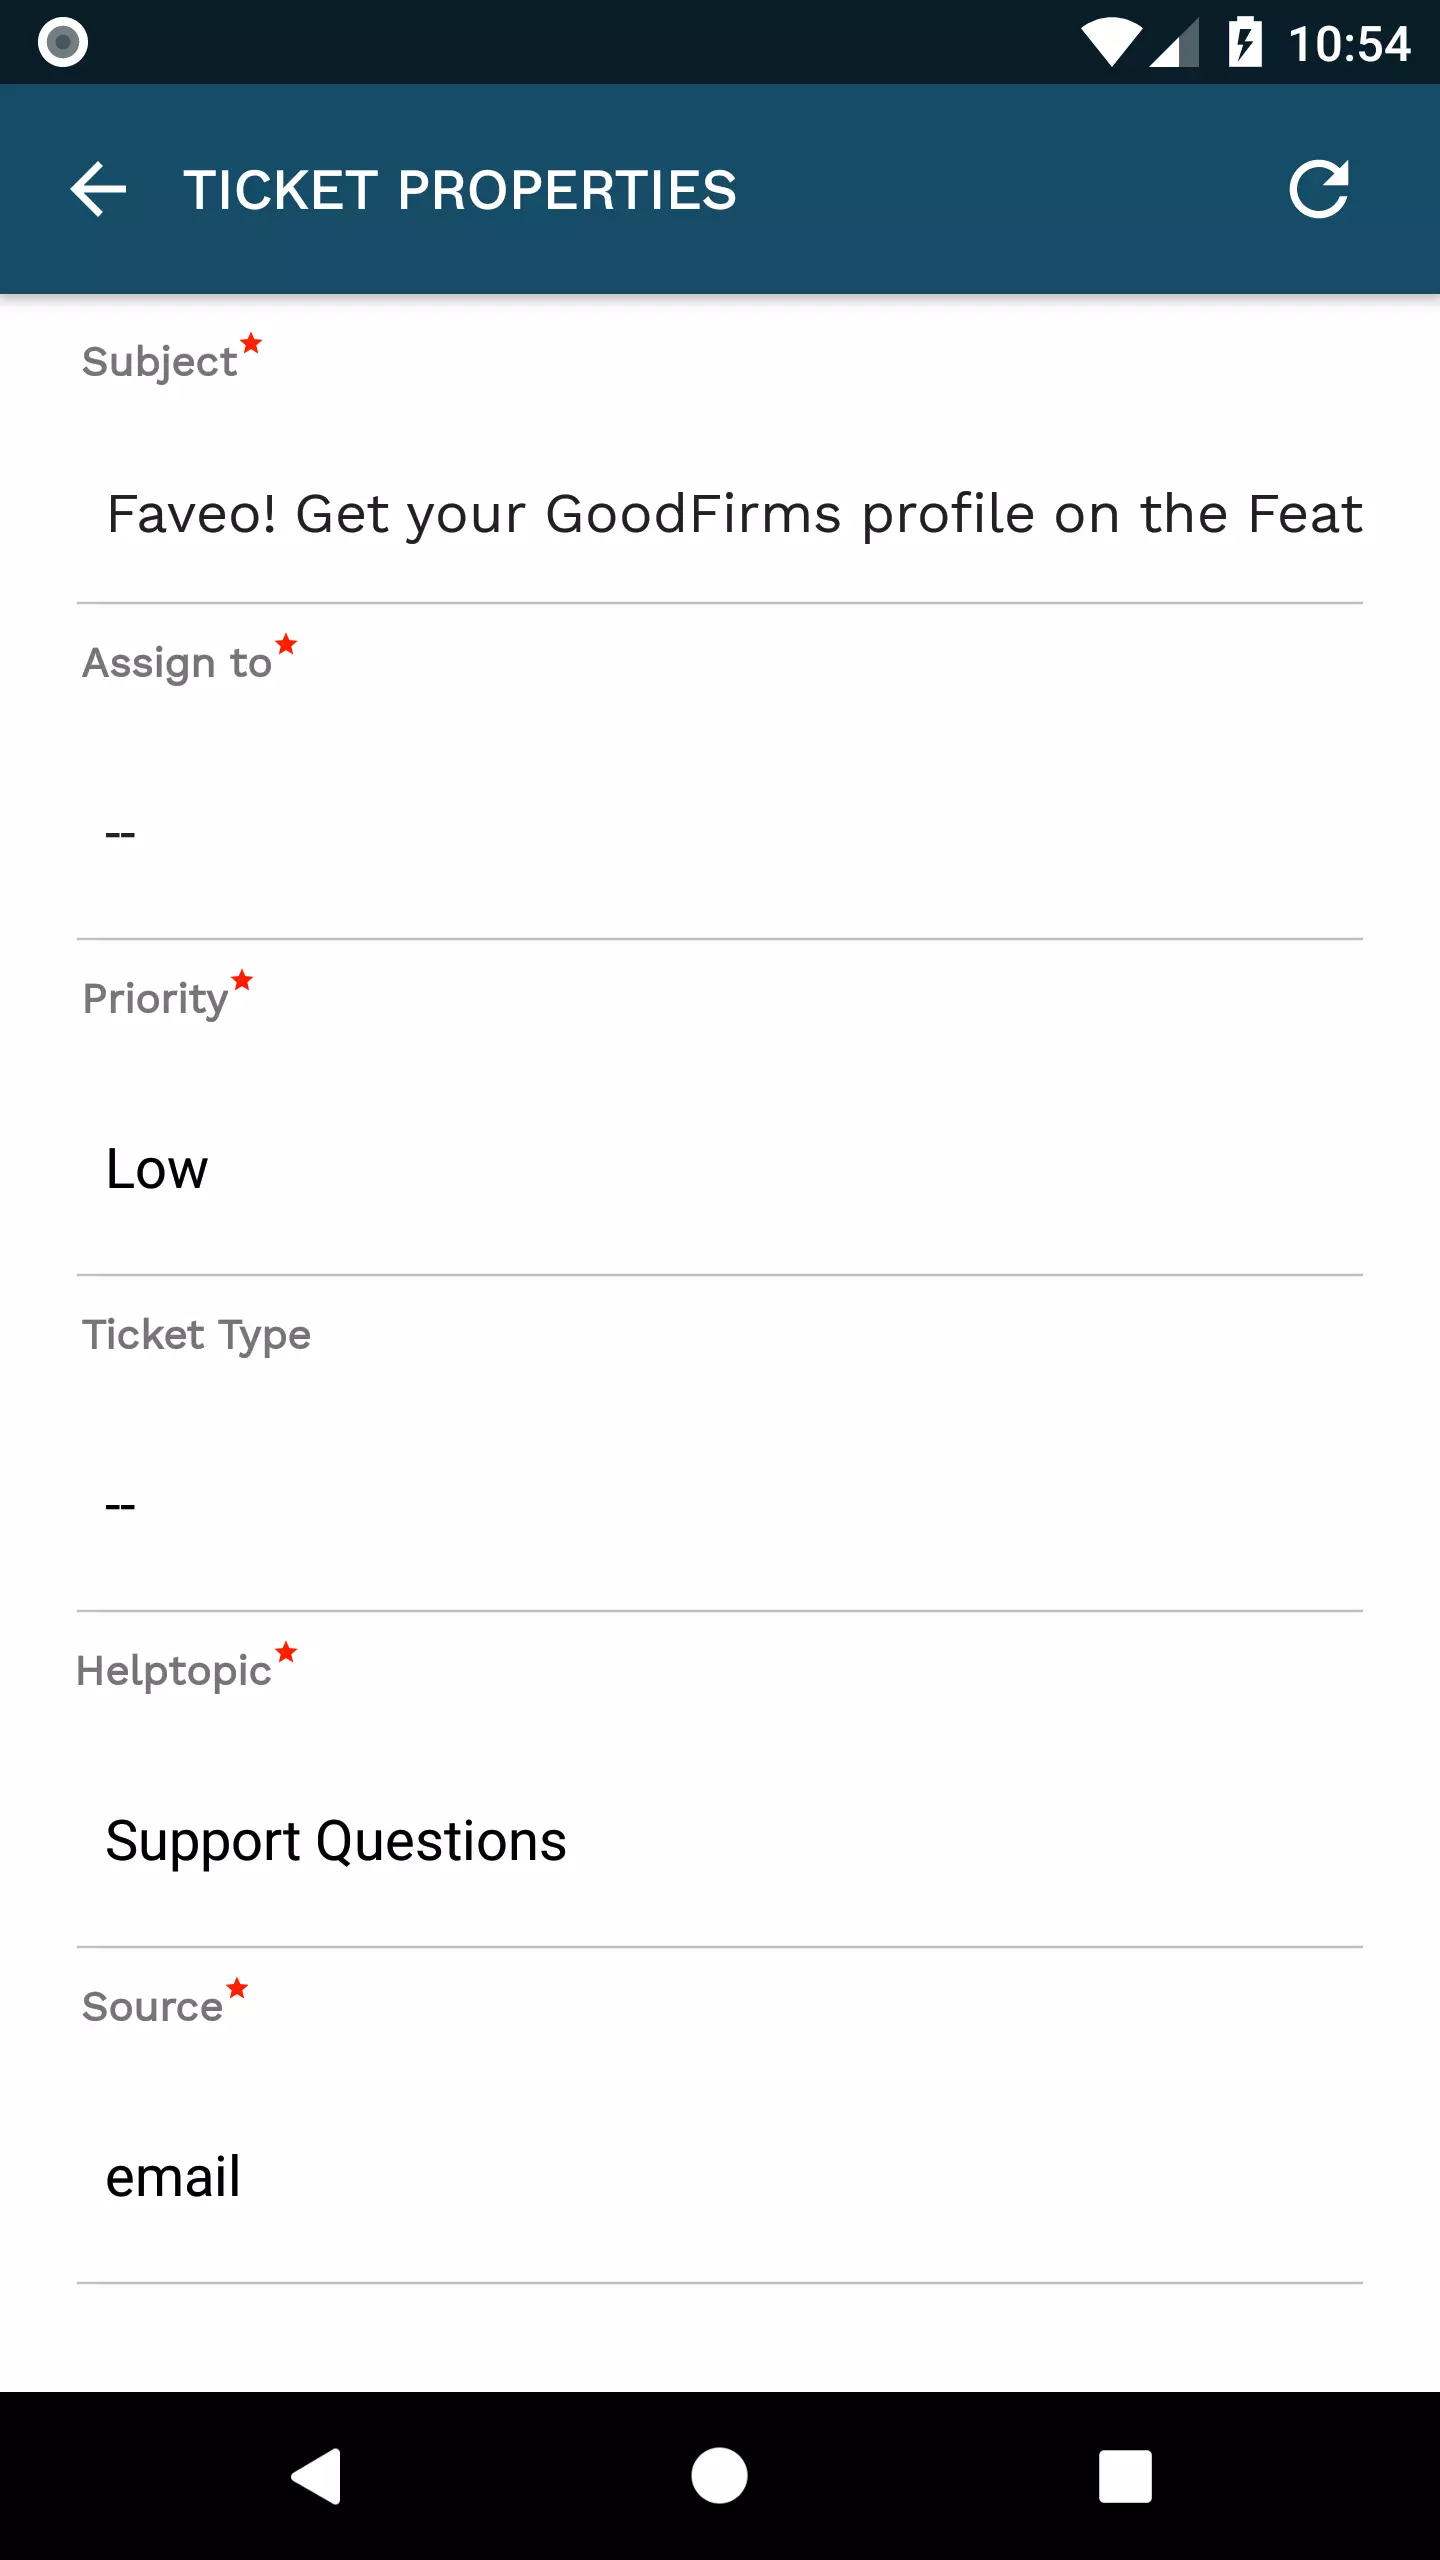 10:54
TICKET PROPERTIES
Subject
Faveo! Get your GoodFirms profile on the Feat
Assign to
--
Priority
Low
Ticket Type
--
Helptopic
Support Questions
Source
email